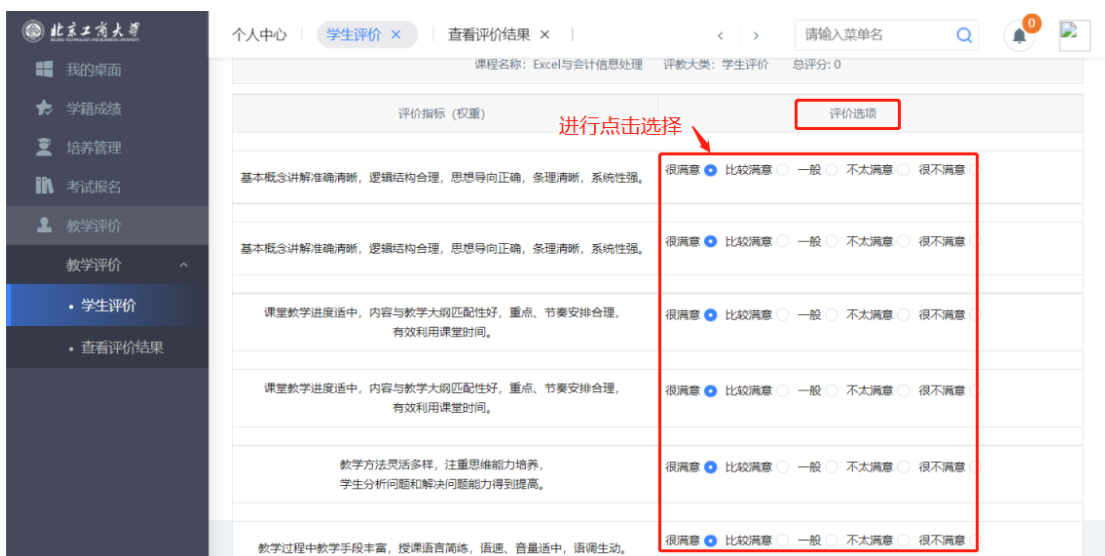 北京工商大学
个人中心 学生评价 × 查看评价结果 × < > 请输入菜单名 0
我的桌面
学籍成绩
培养管理
考试报名
教学评价
教学评价
• 学生评价
• 查看评价结果
课程名称：Excel与会计信息处理 评教大类：学生评价 总评分: 0
评价指标（权重） 评价选项
进行点击选择
基本概念讲解准确清晰，逻辑结构合理，思想导向正确，条理清晰，系统性强。 很满意 比较满意 一般 不太满意 很不满意
基本概念讲解准确清晰，逻辑结构合理，思想导向正确，条理清晰，系统性强。 很满意 比较满意 一般 不太满意 很不满意
课堂教学进度适中，内容与教学大纲匹配性好，重点、节奏安排合理， 很满意 比较满意 一般 不太满意 很不满意
有效利用课堂时间。
课堂教学进度适中，内容与教学大纲匹配性好，重点、节奏安排合理， 很满意 比较满意 一般 不太满意 很不满意
有效利用课堂时间。
教学方法灵活多样，注重思维能力培养， 很满意 比较满意 一般 不太满意 很不满意
学生分析问题和解决问题能力得到提高。
教学过程中教学手段丰富，授课语言简练，语速、音量适中，语调生动。 很满意 比较满意 一般 不太满意 很不满意